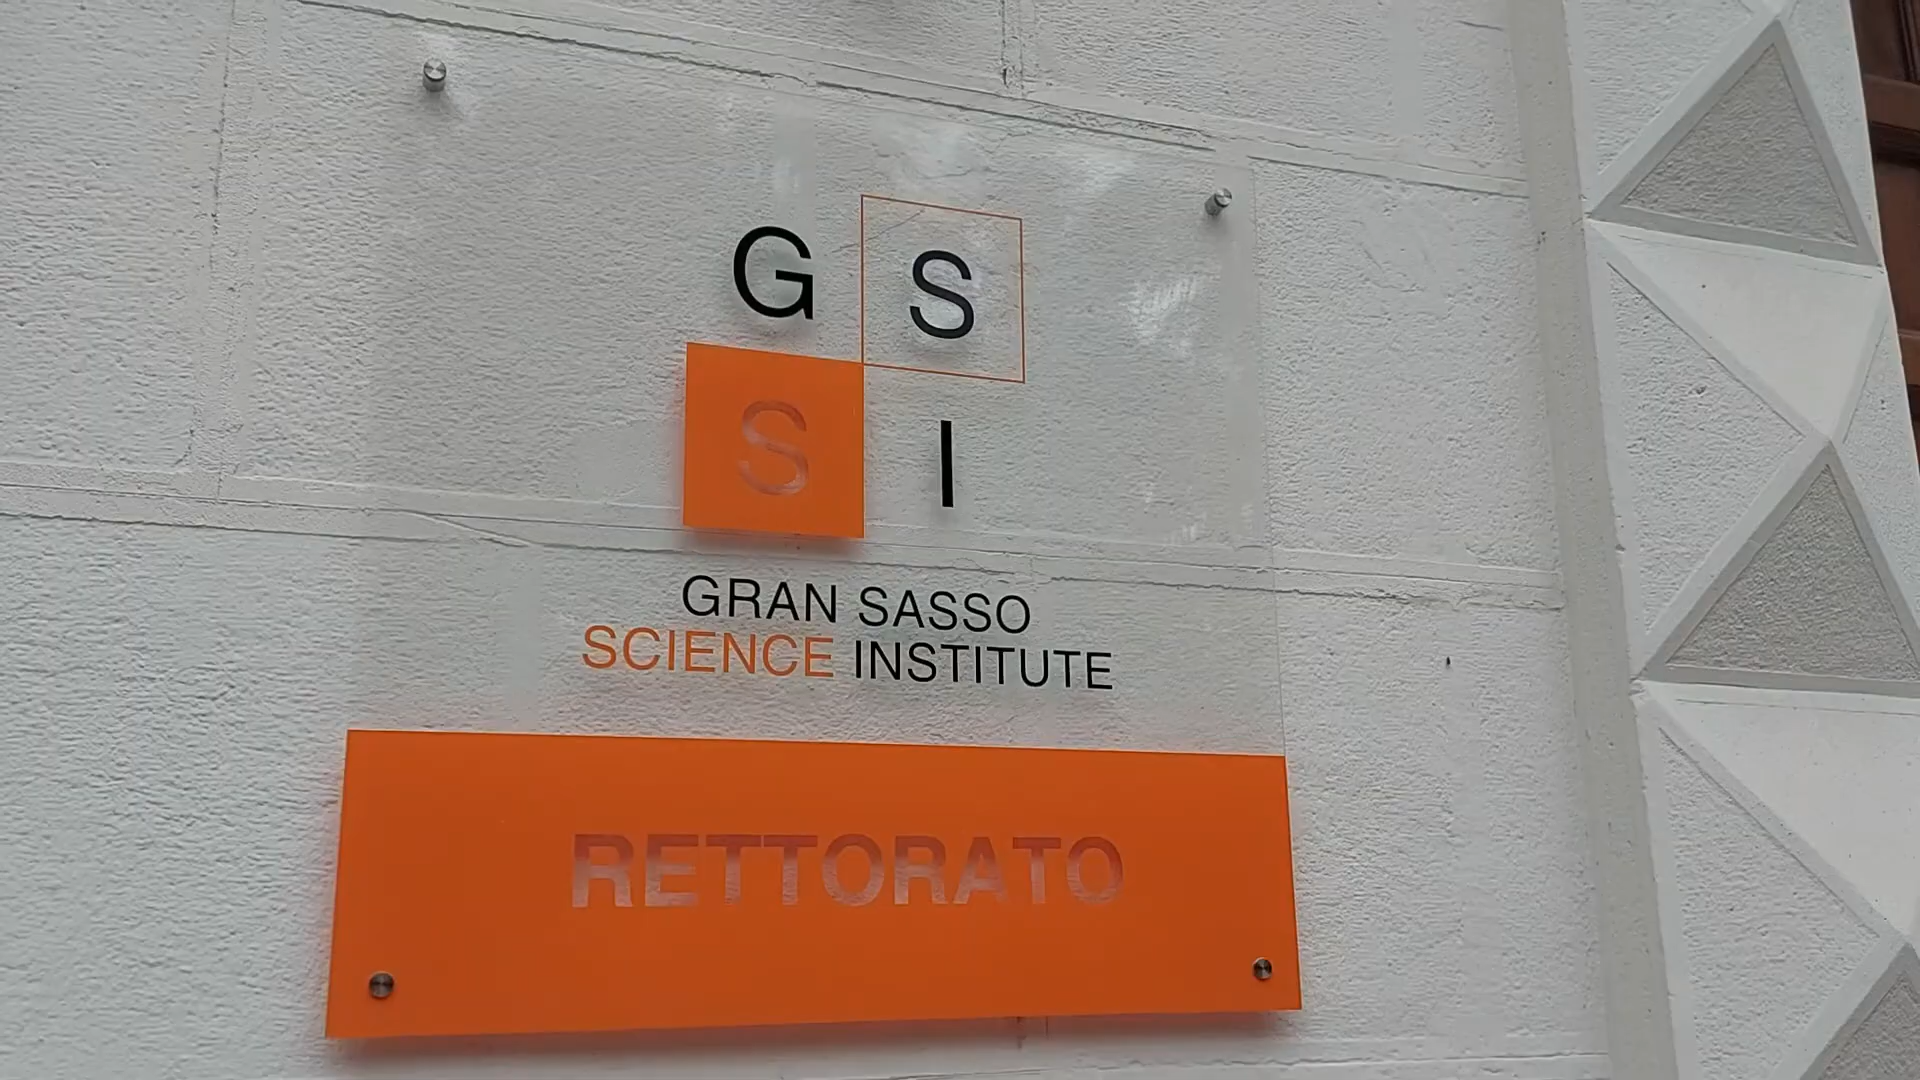 G S
S I
GRAN SASSO
SCIENCE INSTITUTE
RETTORATO